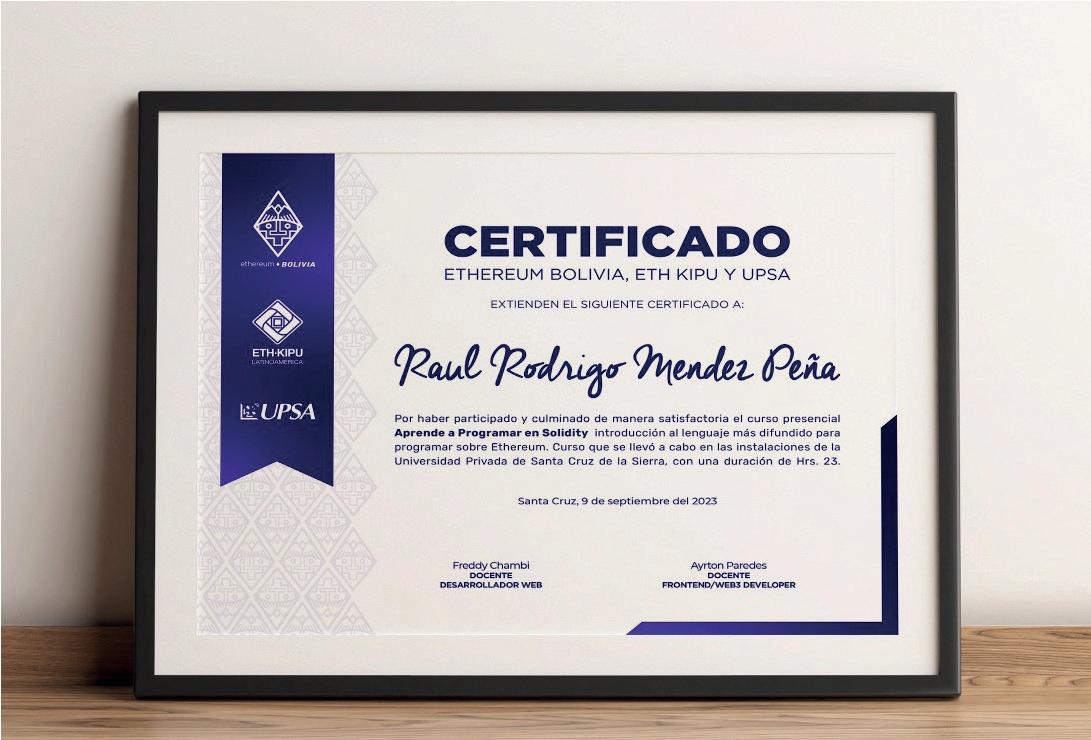 ethereum • BOLIVIA
ETH·KIPU
LATINOAMERICA
UPSA
CERTIFICADO
ETHEREUM BOLIVIA, ETH KIPU Y UPSA
EXTIENDEN EL SIGUIENTE CERTIFICADO A:
Raul Rodrigo Mendez Peña
Por haber participado y culminado de manera satisfactoria el curso presencial
Aprende a Programar en Solidity introducción al lenguaje más difundido para
programar sobre Ethereum. Curso que se llevó a cabo en las instalaciones de la
Universidad Privada de Santa Cruz de la Sierra, con una duración de Hrs. 23.
Santa Cruz, 9 de septiembre del 2023
Freddy Chambi
DOCENTE
DESARROLLADOR WEB
Ayrton Paredes
DOCENTE
FRONTEND/WEB3 DEVELOPER